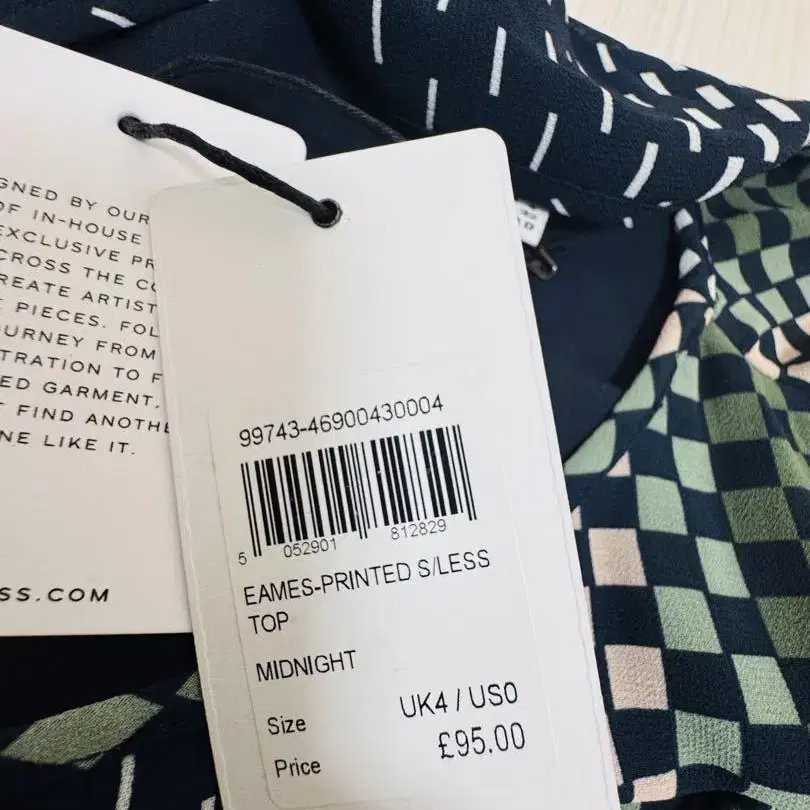 GNED BY OUR
OF IN-HOUSE
EXCLUSIVE PR
CROSS THE CO
REATE ARTIST
PIECES. FOL
URNEY FROM
TRATION TO F
ED GARMENT.
FIND ANOTHE
NE LIKE IT.
SS.COM
99743-46900430004
5 052901 812829
EAMES-PRINTED S/LESS
TOP
MIDNIGHT
Size UK4 / US0
Price £95.00